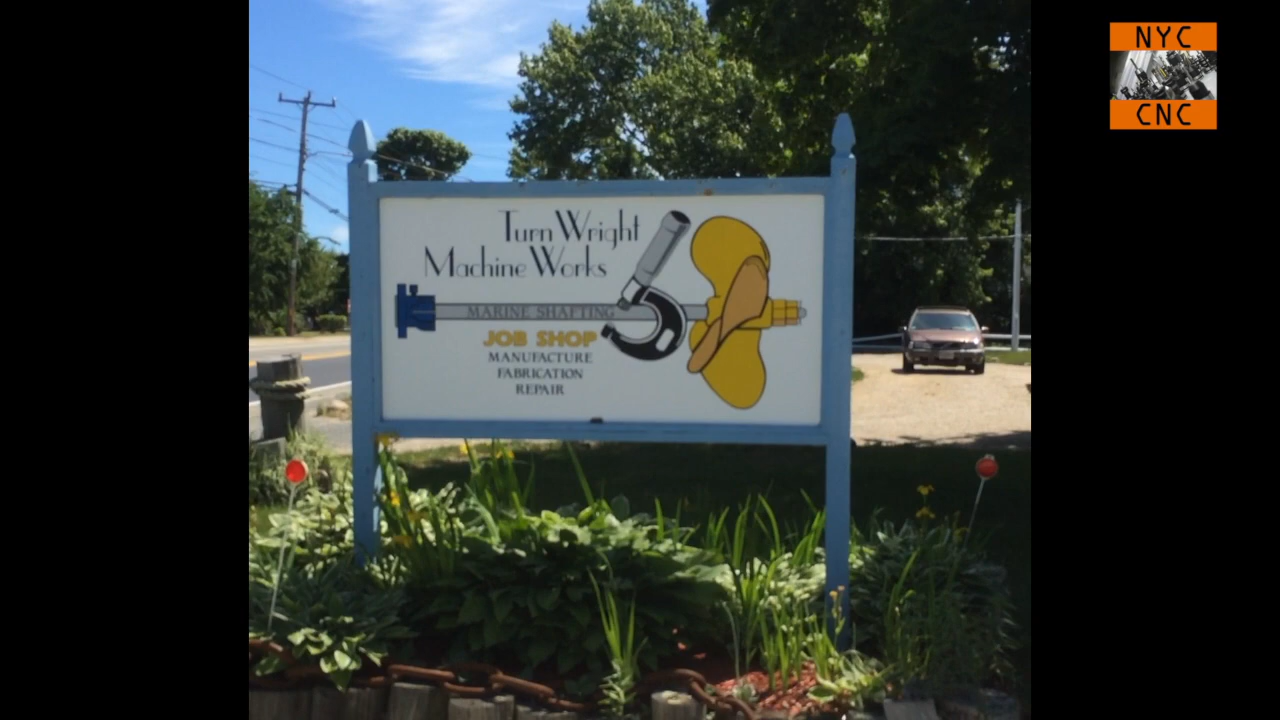 NYC
CNC
Turn Wright
Machine Works
MARINE SHAFTING
JOB SHOP
MANUFACTURE
FABRICATION
REPAIR